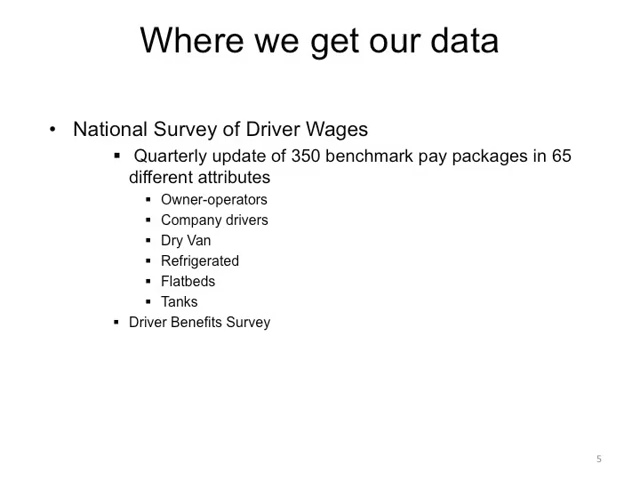 Where we get our data
• National Survey of Driver Wages
▪ Quarterly update of 350 benchmark pay packages in 65
different attributes
▪ Owner-operators
▪ Company drivers
▪ Dry Van
▪ Refrigerated
▪ Flatbeds
▪ Tanks
▪ Driver Benefits Survey
5